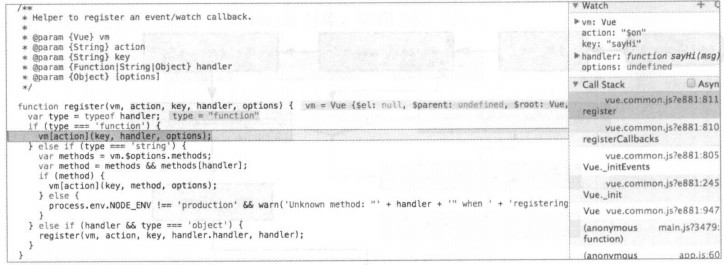 /**
 * Helper to register an event/watch callback.
 *
 * @param {Vue} vm
 * @param {String} action
 * @param {String} key
 * @param {Function|String|Object} handler
 * @param {Object} [options]
 */
function register(vm, action, key, handler, options) {  vm = Vue {$el: null, $parent: undefined, $root: Vue,
  var type = typeof handler;  type = "function"
  if (type === 'function') {
    vm[action](key, handler, options);
  } else if (type === 'string') {
    var methods = vm.$options.methods;
    var method = methods && methods[handler];
    if (method) {
      vm[action](key, method, options);
    } else {
      process.env.NODE_ENV !== 'production' && warn('Unknown method: "' + handler + '" when ' + 'registering
    }
  } else if (handler && type === 'object') {
    register(vm, action, key, handler.handler, handler);
  }
}
▼ Watch + C
▶ vm: Vue
action: "$on"
key: "sayHi"
▶ handler: function sayHi(msg)
options: undefined
▼ Call Stack Asyn
vue.common.js?e881:811
register
vue.common.js?e881:810
registerCallbacks
vue.common.js?e881:805
Vue._initEvents
vue.common.js?e881:245
Vue._init
Vue vue.common.js?e881:947
(anonymous main.js?3479:
function)
(anonymous app.js:60